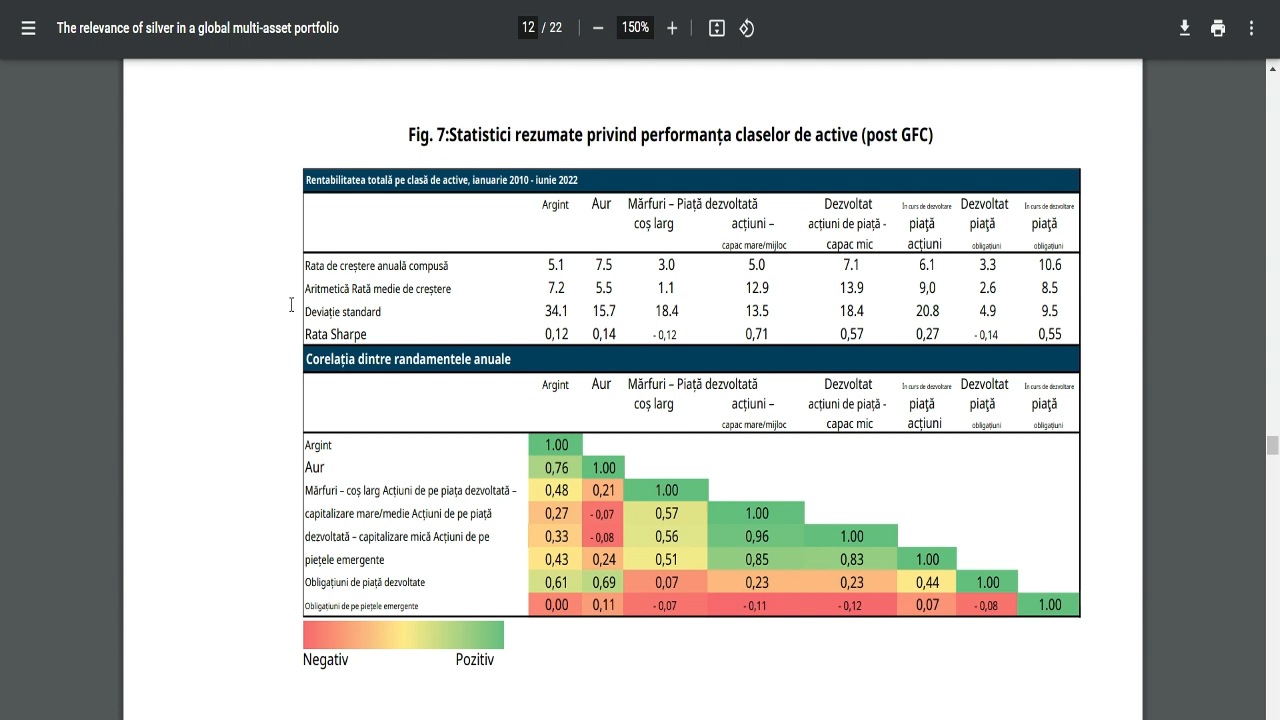 The relevance of silver in a global multi-asset portfolio 12 / 22 150%
Fig. 7:Statistici rezumate privind performanța claselor de active (post GFC)
Rentabilitatea totală pe clasă de active, ianuarie 2010 - iunie 2022
Argint Aur Mărfuri – Piață dezvoltată Dezvoltat În curs de dezvoltare Dezvoltat În curs de dezvoltare
coș larg acțiuni – acțiuni de piață - piață piață piață
capac mare/mijloc capac mic acțiuni obligațiuni obligațiuni
Rata de creștere anuală compusă 5.1 7.5 3.0 5.0 7.1 6.1 3.3 10.6
Aritmetică Rată medie de creștere 7.2 5.5 1.1 12.9 13.9 9,0 2.6 8.5
Deviație standard 34.1 15.7 18.4 13.5 18.4 20.8 4.9 9.5
Rata Sharpe 0,12 0,14 - 0,12 0,71 0,57 0,27 - 0,14 0,55
Corelația dintre randamentele anuale
Argint Aur Mărfuri – Piață dezvoltată Dezvoltat În curs de dezvoltare Dezvoltat În curs de dezvoltare
coș larg acțiuni – acțiuni de piață - piață piață piață
capac mare/mijloc capac mic acțiuni obligațiuni obligațiuni
Argint 1.00
Aur 0,76 1.00
Mărfuri – coș larg Acțiuni de pe piața dezvoltată – 0,48 0,21 1.00
capitalizare mare/medie Acțiuni de pe piață 0,27 - 0,07 0,57 1.00
dezvoltată – capitalizare mică Acțiuni de pe 0,33 - 0,08 0,56 0,96 1.00
piețele emergente 0,43 0,24 0,51 0,85 0,83 1.00
Obligațiuni de piață dezvoltate 0,61 0,69 0,07 0,23 0,23 0,44 1.00
Obligațiuni de pe piețele emergente 0,00 0,11 - 0,07 - 0,11 - 0,12 0,07 - 0,08 1.00
Negativ Pozitiv